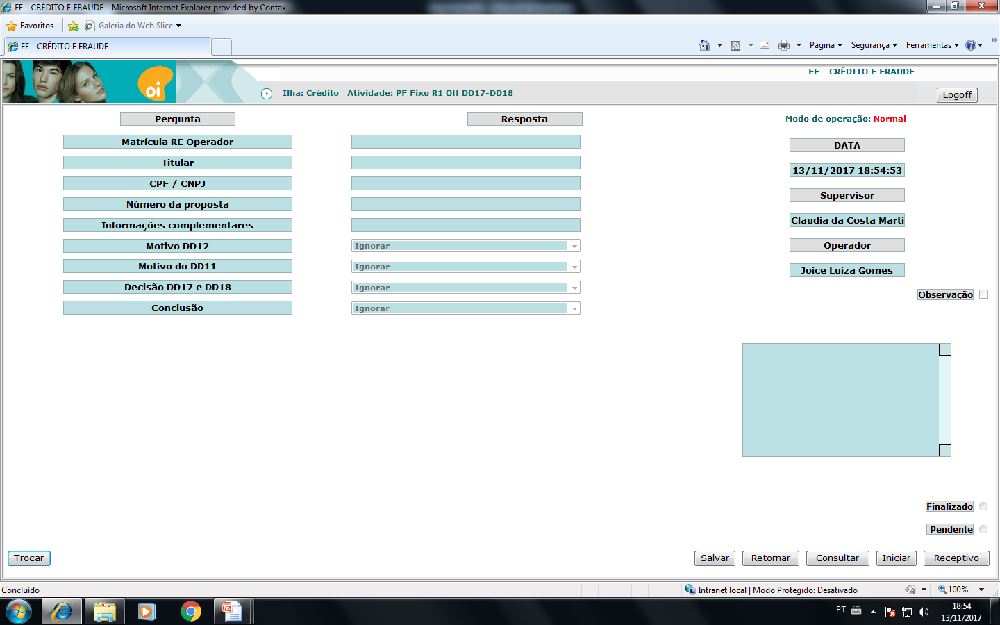 FE - CRÉDITO E FRAUDE - Microsoft Internet Explorer provided by Contax
Favoritos
Galeria do Web Slice
FE - CRÉDITO E FRAUDE
Página
Segurança
Ferramentas
»
oi
FE - CRÉDITO E FRAUDE
Ilha: Crédito Atividade: PF Fixo R1 Off DD17-DD18
Logoff
Pergunta
Resposta
Modo de operação: Normal
Matrícula RE Operador
Titular
CPF / CNPJ
Número da proposta
Informações complementares
Motivo DD12
Ignorar
Motivo do DD11
Ignorar
Decisão DD17 e DD18
Ignorar
Conclusão
Ignorar
DATA
13/11/2017 18:54:53
Supervisor
Claudia da Costa Marti
Operador
Joice Luiza Gomes
Observação
Finalizado
Pendente
Trocar
Salvar
Retornar
Consultar
Iniciar
Receptivo
Concluído
Intranet local | Modo Protegido: Desativado
100%
PT
18:54
13/11/2017